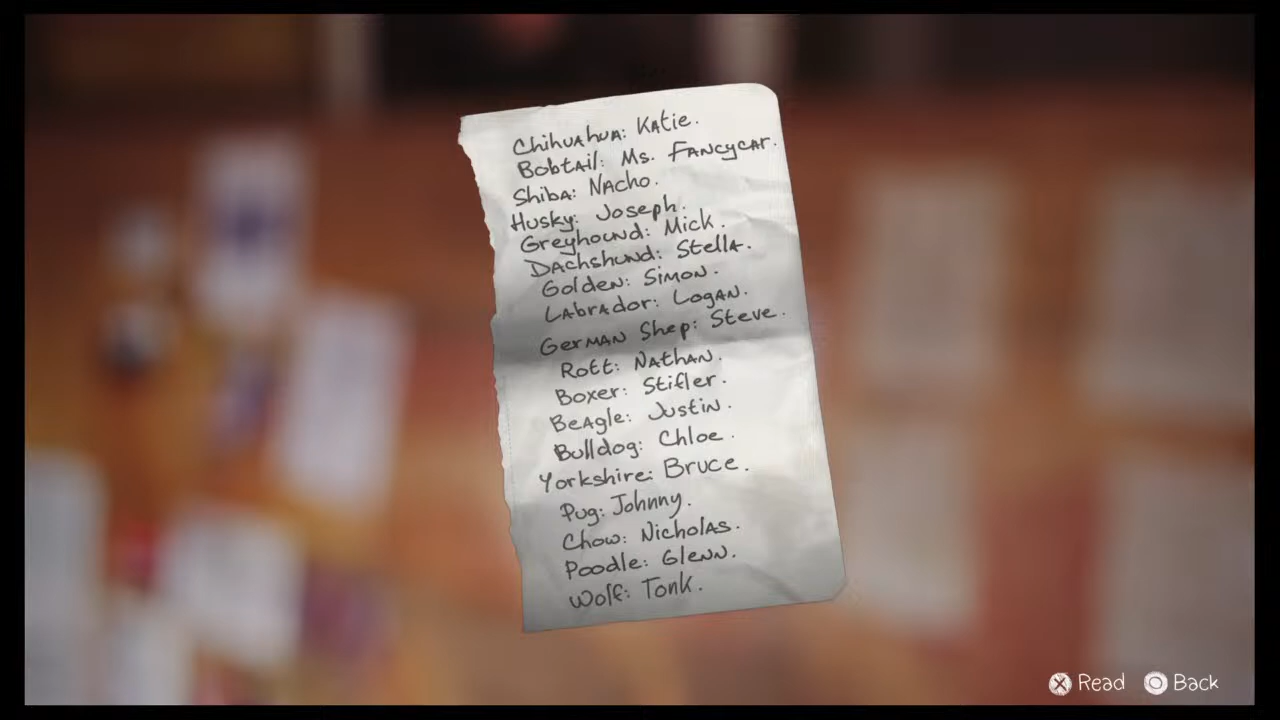 Chihuahua: Katie.
Bobtail: Ms. Fancycar.
Shiba: Nacho.
Husky: Joseph.
Greyhound: Mick.
Dachshund: Stella.
Golden: Simon.
Labrador: Logan.
German Shep: Steve.
Rott: Nathan.
Boxer: Stifler.
Beagle: Justin.
Bulldog: Chloe.
Yorkshire: Bruce.
Pug: Johnny.
Chow: Nicholas.
Poodle: Glenn.
Wolf: Tonk.
Read Back